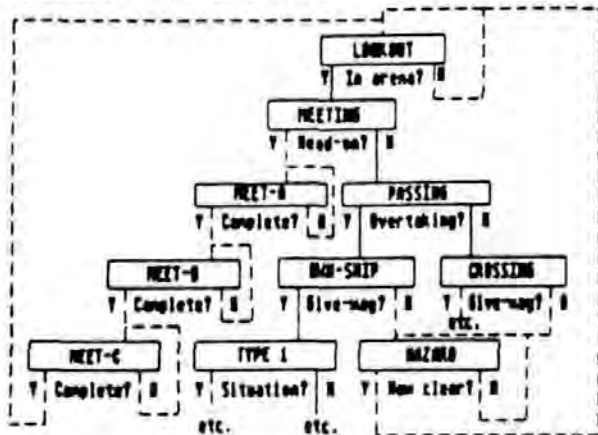 LOOKOUT
Y In arena? N
MEETING
Y Head-on? N
MEET-A PASSING
Y Complete? N Y Overtaking? N
MEET-B OWN-SHIP CROSSING
Y Complete? N Y Give-way? N Y Give-way? N
etc.
MEET-C TYPE 1 HAZARD
Y Complete? N Y Situation? N Y Now clear? N
etc. etc.